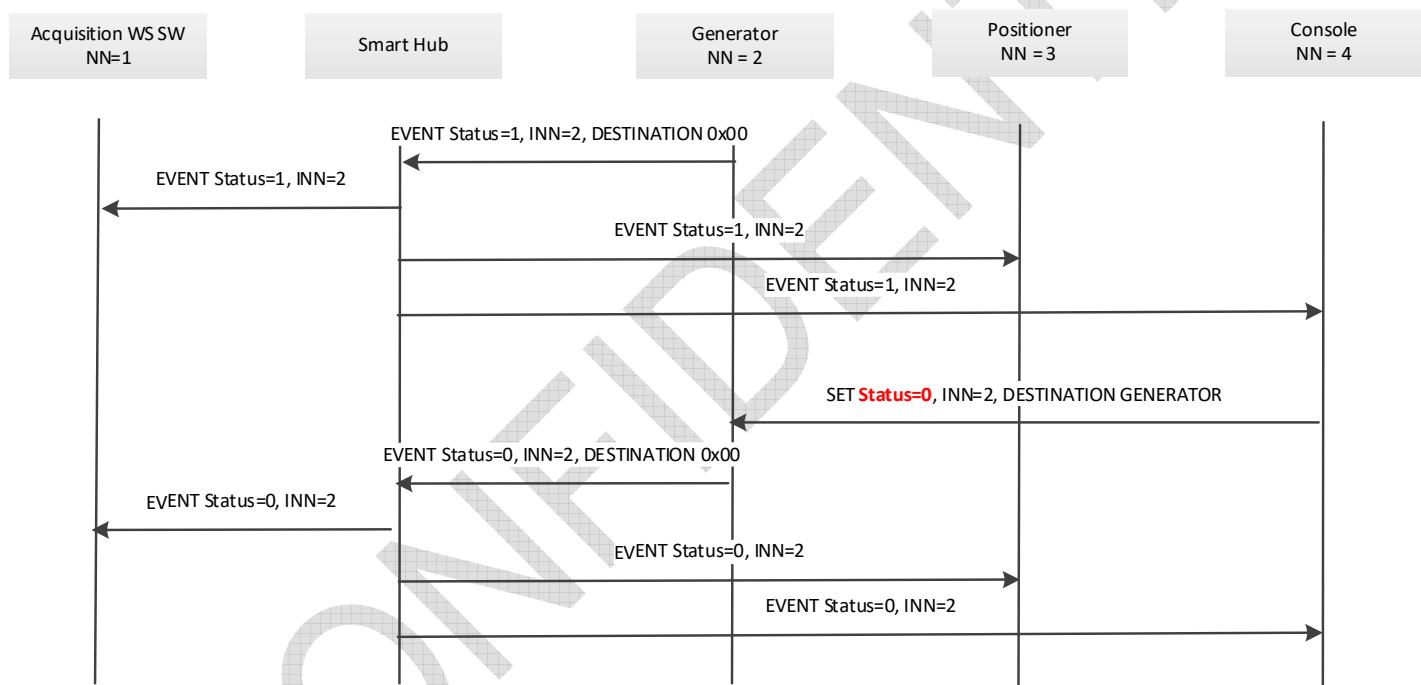 Acquisition WS SW
NN=1
Smart Hub
Generator
NN = 2
Positioner
NN = 3
Console
NN = 4
EVENT Status=1, INN=2, DESTINATION 0x00
EVENT Status=1, INN=2
EVENT Status=1, INN=2
EVENT Status=1, INN=2
SET Status=0, INN=2, DESTINATION GENERATOR
EVENT Status=0, INN=2, DESTINATION 0x00
EVENT Status=0, INN=2
EVENT Status=0, INN=2
EVENT Status=0, INN=2
ONFIDENT